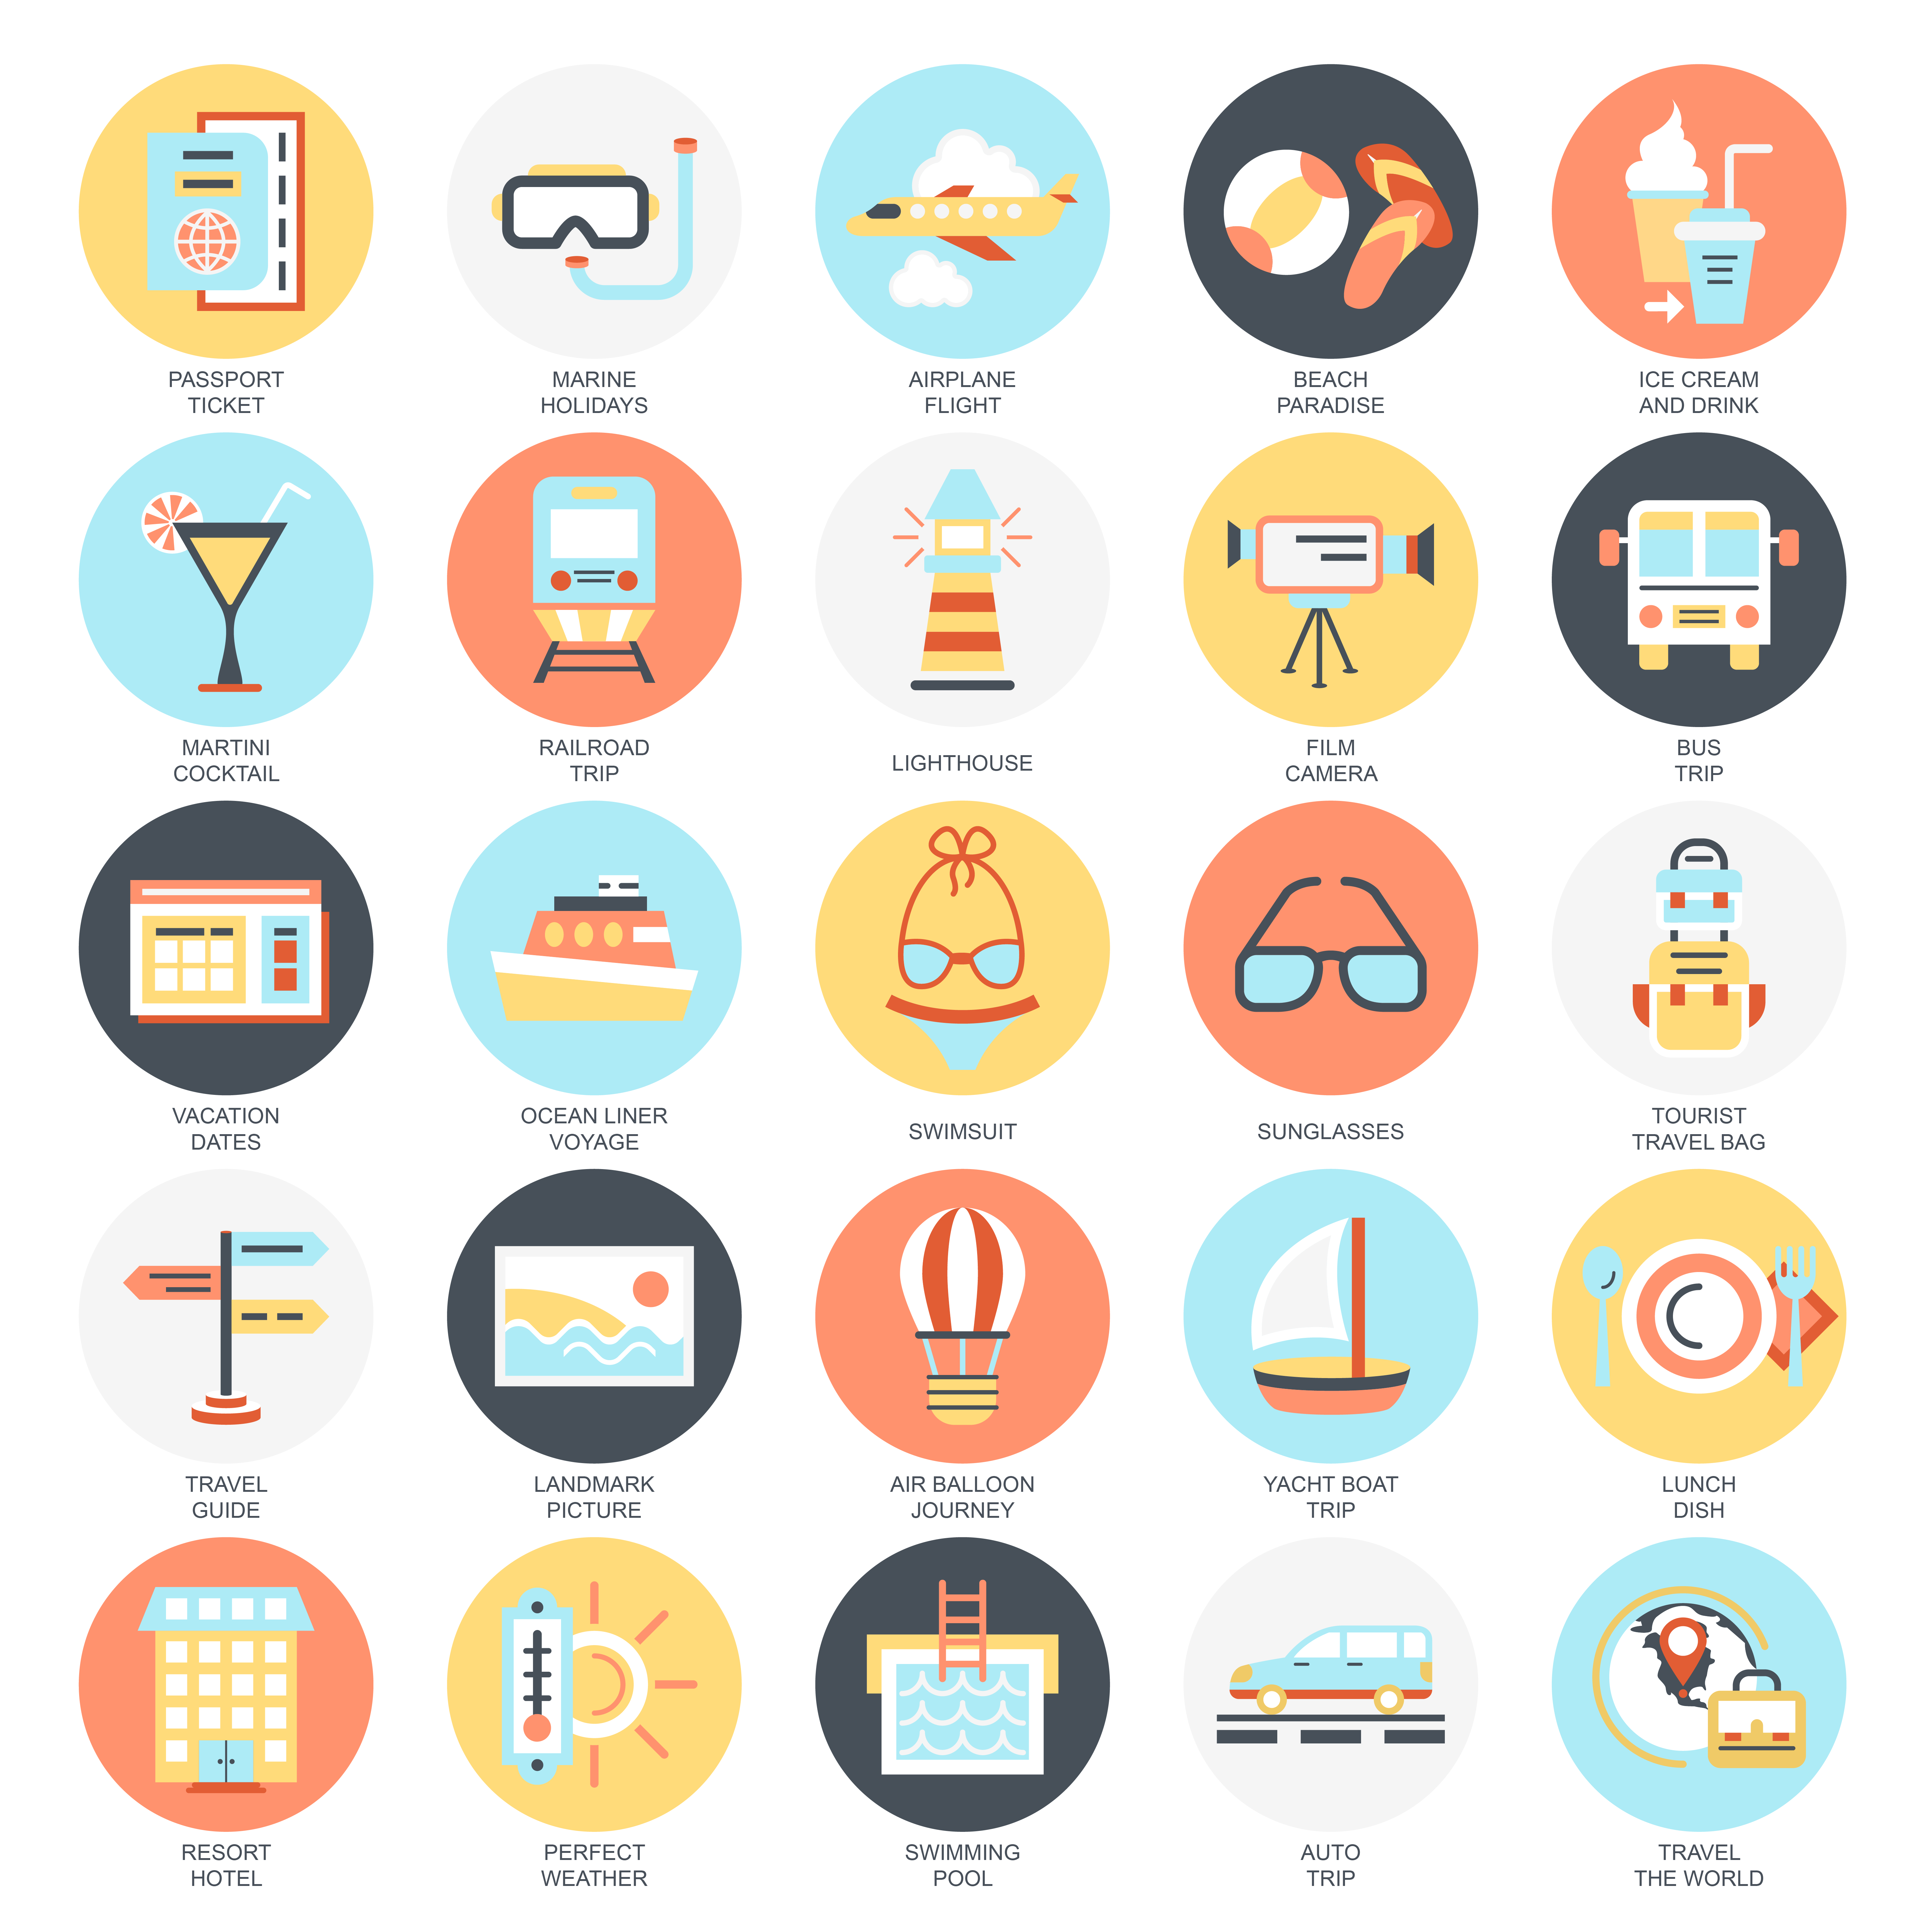 PASSPORT
TICKET
MARINE
HOLIDAYS
AIRPLANE
FLIGHT
BEACH
PARADISE
ICE CREAM
AND DRINK
MARTINI
COCKTAIL
RAILROAD
TRIP
LIGHTHOUSE
FILM
CAMERA
BUS
TRIP
VACATION
DATES
OCEAN LINER
VOYAGE
SWIMSUIT
SUNGLASSES
TOURIST
TRAVEL BAG
TRAVEL
GUIDE
LANDMARK
PICTURE
AIR BALLOON
JOURNEY
YACHT BOAT
TRIP
LUNCH
DISH
RESORT
HOTEL
PERFECT
WEATHER
SWIMMING
POOL
AUTO
TRIP
TRAVEL
THE WORLD